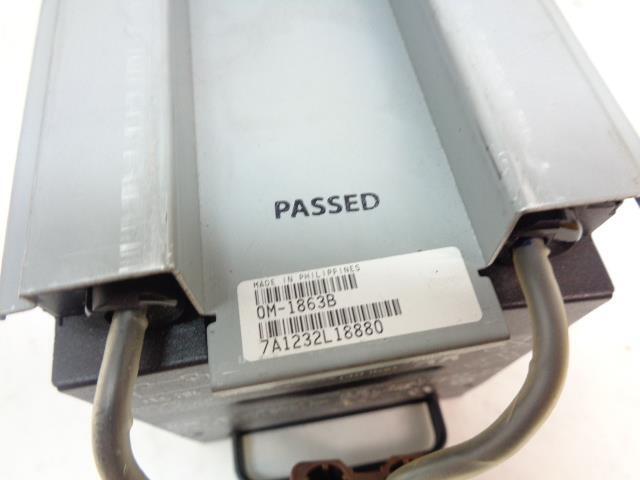 PASSED
MADE IN PHILIPPINES
0M-1863B
7A1232L18880